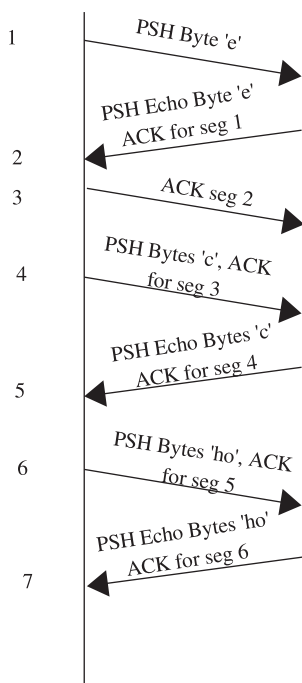 1
PSH Byte 'e'
PSH Echo Byte 'e'
ACK for seg 1
2
3
ACK seg 2
PSH Bytes 'c', ACK
for seg 3
4
PSH Echo Bytes 'c'
ACK for seg 4
5
PSH Bytes 'ho', ACK
for seg 5
6
PSH Echo Bytes 'ho'
ACK for seg 6
7